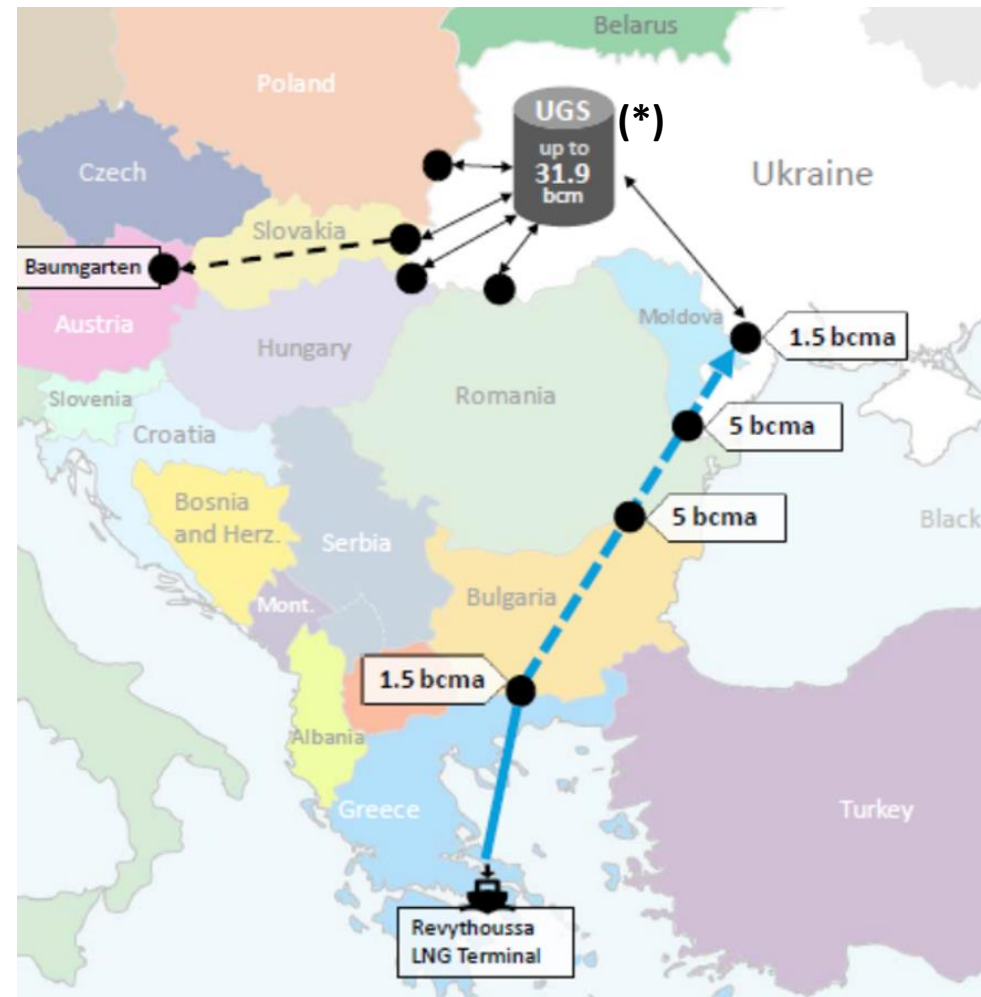 Belarus
Poland
UGS
(*)
up to
31.9
bcm
Czech
Ukraine
Slovakia
Baumgarten
Austria
Moldova
1.5 bcma
Hungary
Slovenia
Romania
Croatia
5 bcma
Bosnia
and Herz.
Serbia
5 bcma
Black
Mont.
Bulgaria
1.5 bcma
Albania
Greece
Turkey
Revythoussa
LNG Terminal